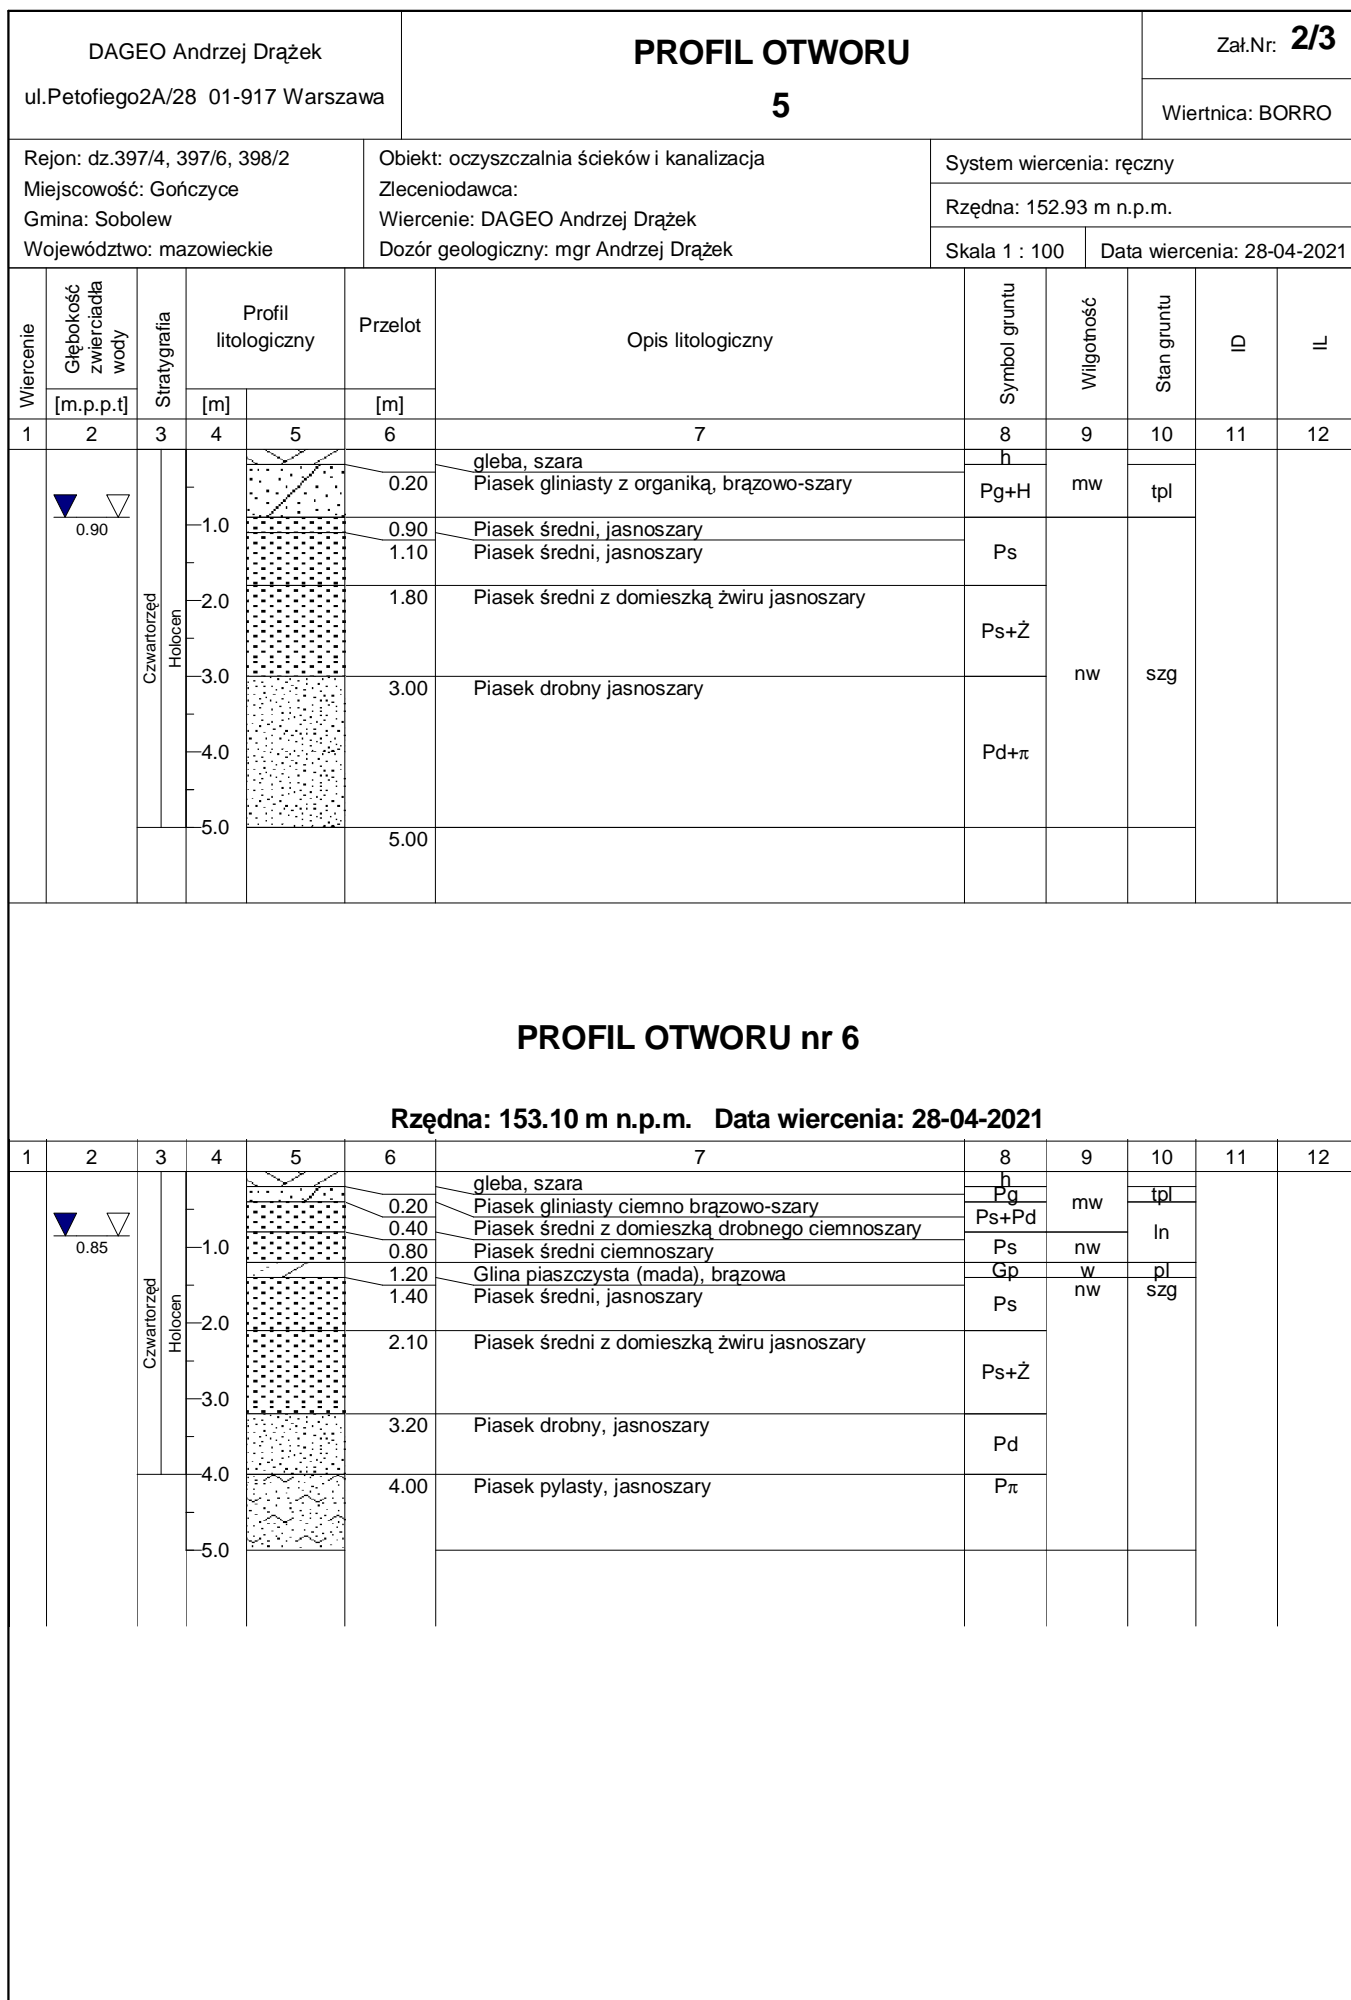 DAGEO Andrzej Drążek
ul.Petofiego2A/28 01-917 Warszawa
PROFIL OTWORU
5
Zał.Nr: 2/3
Wiertnica: BORRO
Rejon: dz.397/4, 397/6, 398/2
Miejscowość: Gończyce
Gmina: Sobolew
Województwo: mazowieckie
Obiekt: oczyszczalnia ścieków i kanalizacja
Zleceniodawca:
Wiercenie: DAGEO Andrzej Drążek
Dozór geologiczny: mgr Andrzej Drążek
System wiercenia: ręczny
Rzędna: 152.93 m n.p.m.
Skala 1 : 100
Data wiercenia: 28-04-2021
Wiercenie
Głębokość zwierciadła wody
[m.p.p.t]
Stratygrafia
Profil litologiczny
[m]
Przelot
[m]
Opis litologiczny
Symbol gruntu
Wilgotność
Stan gruntu
ID
IL
1 2 3 4 5 6 7 8 9 10 11 12
gleba, szara h
0.20 Piasek gliniasty z organiką, brązowo-szary Pg+H mw tpl
0.90
1.0
0.90 Piasek średni, jasnoszary
1.10 Piasek średni, jasnoszary Ps
2.0
1.80 Piasek średni z domieszką żwiru jasnoszary
Ps+Ż
Czwartorzęd
Holocen
3.0
nw szg
3.00 Piasek drobny jasnoszary
4.0
Pd+π
5.0
5.00
PROFIL OTWORU nr 6
Rzędna: 153.10 m n.p.m. Data wiercenia: 28-04-2021
1 2 3 4 5 6 7 8 9 10 11 12
gleba, szara h
0.20 Piasek gliniasty ciemno brązowo-szary Pg mw tpl
0.40 Piasek średni z domieszką drobnego ciemnoszary Ps+Pd ln
0.85
1.0
0.80 Piasek średni ciemnoszary Ps nw
1.20 Glina piaszczysta (mada), brązowa Gp w pl
1.40 Piasek średni, jasnoszary Ps nw szg
Czwartorzęd
Holocen
2.0
2.10 Piasek średni z domieszką żwiru jasnoszary
Ps+Ż
3.0
3.20 Piasek drobny, jasnoszary
Pd
4.0
4.00 Piasek pylasty, jasnoszary Pπ
5.0